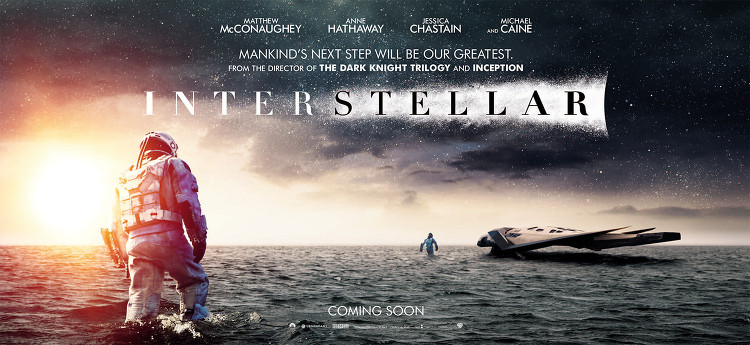 MATTHEW McCONAUGHEY
ANNE HATHAWAY
JESSICA CHASTAIN
MICHAEL AND CAINE
MANKIND'S NEXT STEP WILL BE OUR GREATEST.
FROM THE DIRECTOR OF THE DARK KNIGHT TRILOGY AND INCEPTION
INTERSTELLAR
COMING SOON